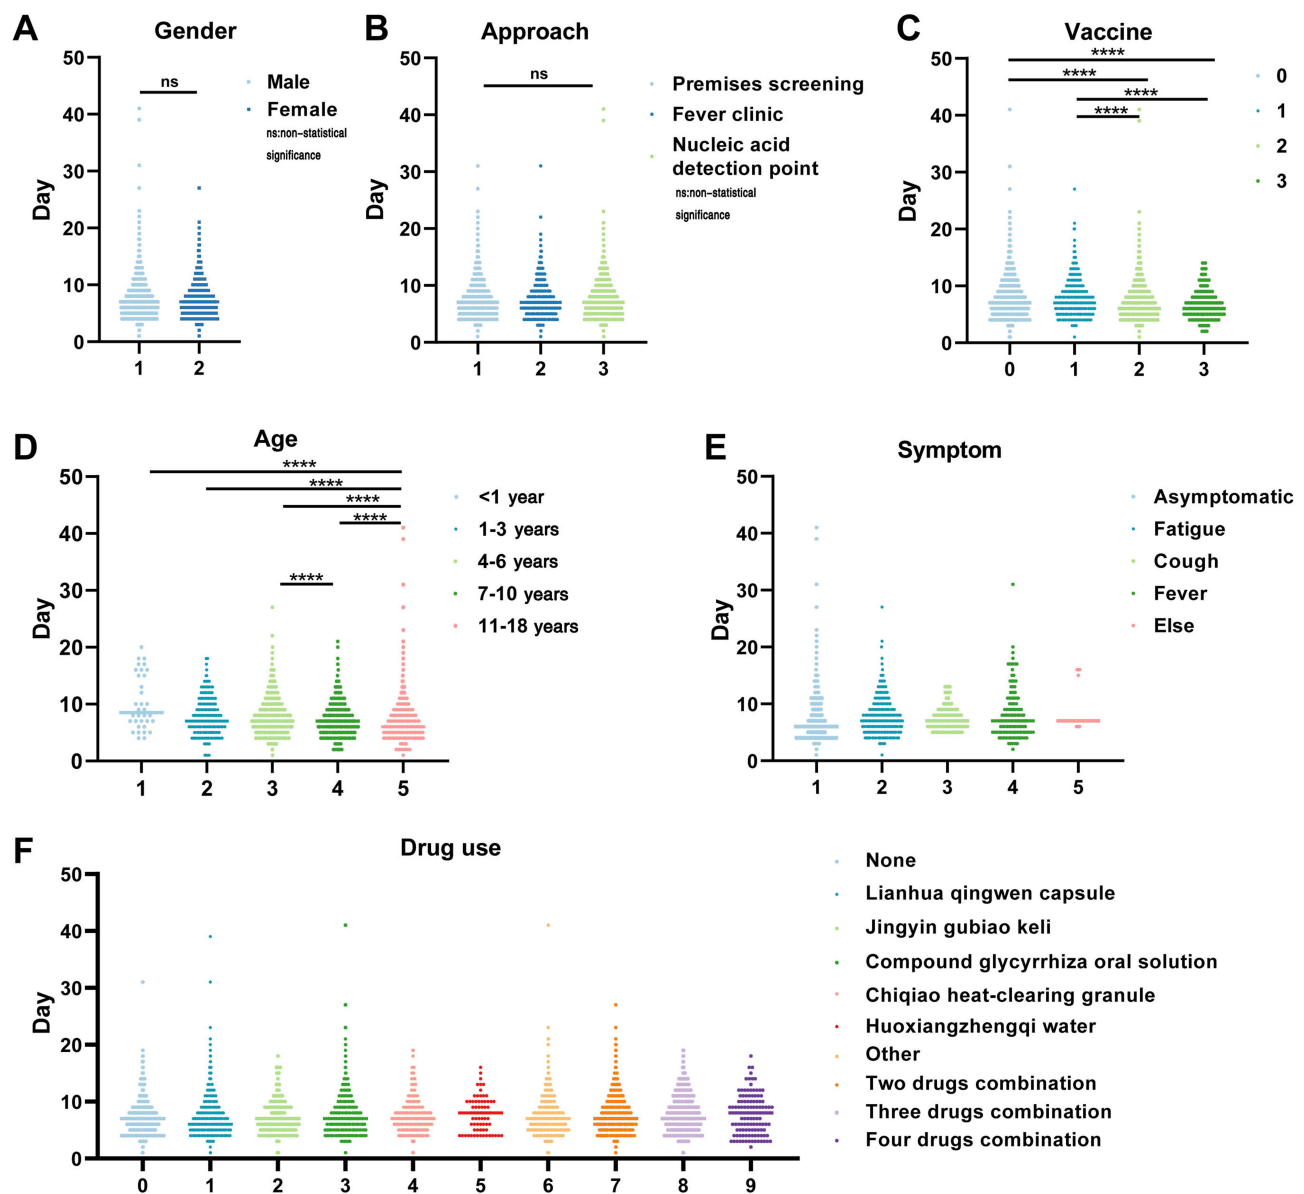 A
Gender
Day
50
40
30
20
10
0
ns
1
2
Male
Female
ns:non-statistical
significance
B
Approach
Day
50
40
30
20
10
0
ns
1
2
3
Premises screening
Fever clinic
Nucleic acid
detection point
ns:non-statistical
significance
C
Vaccine
Day
50
40
30
20
10
0
****
****
****
****
0
1
2
3
0
1
2
3
D
Age
Day
50
40
30
20
10
0
****
****
****
****
****
1
2
3
4
5
<1 year
1-3 years
4-6 years
7-10 years
11-18 years
E
Symptom
Day
50
40
30
20
10
0
1
2
3
4
5
Asymptomatic
Fatigue
Cough
Fever
Else
F
Drug use
Day
50
40
30
20
10
0
0
1
2
3
4
5
6
7
8
9
None
Lianhua qingwen capsule
Jingyin gubiao keli
Compound glycyrrhiza oral solution
Chiqiao heat-clearing granule
Huoxiangzhengqi water
Other
Two drugs combination
Three drugs combination
Four drugs combination